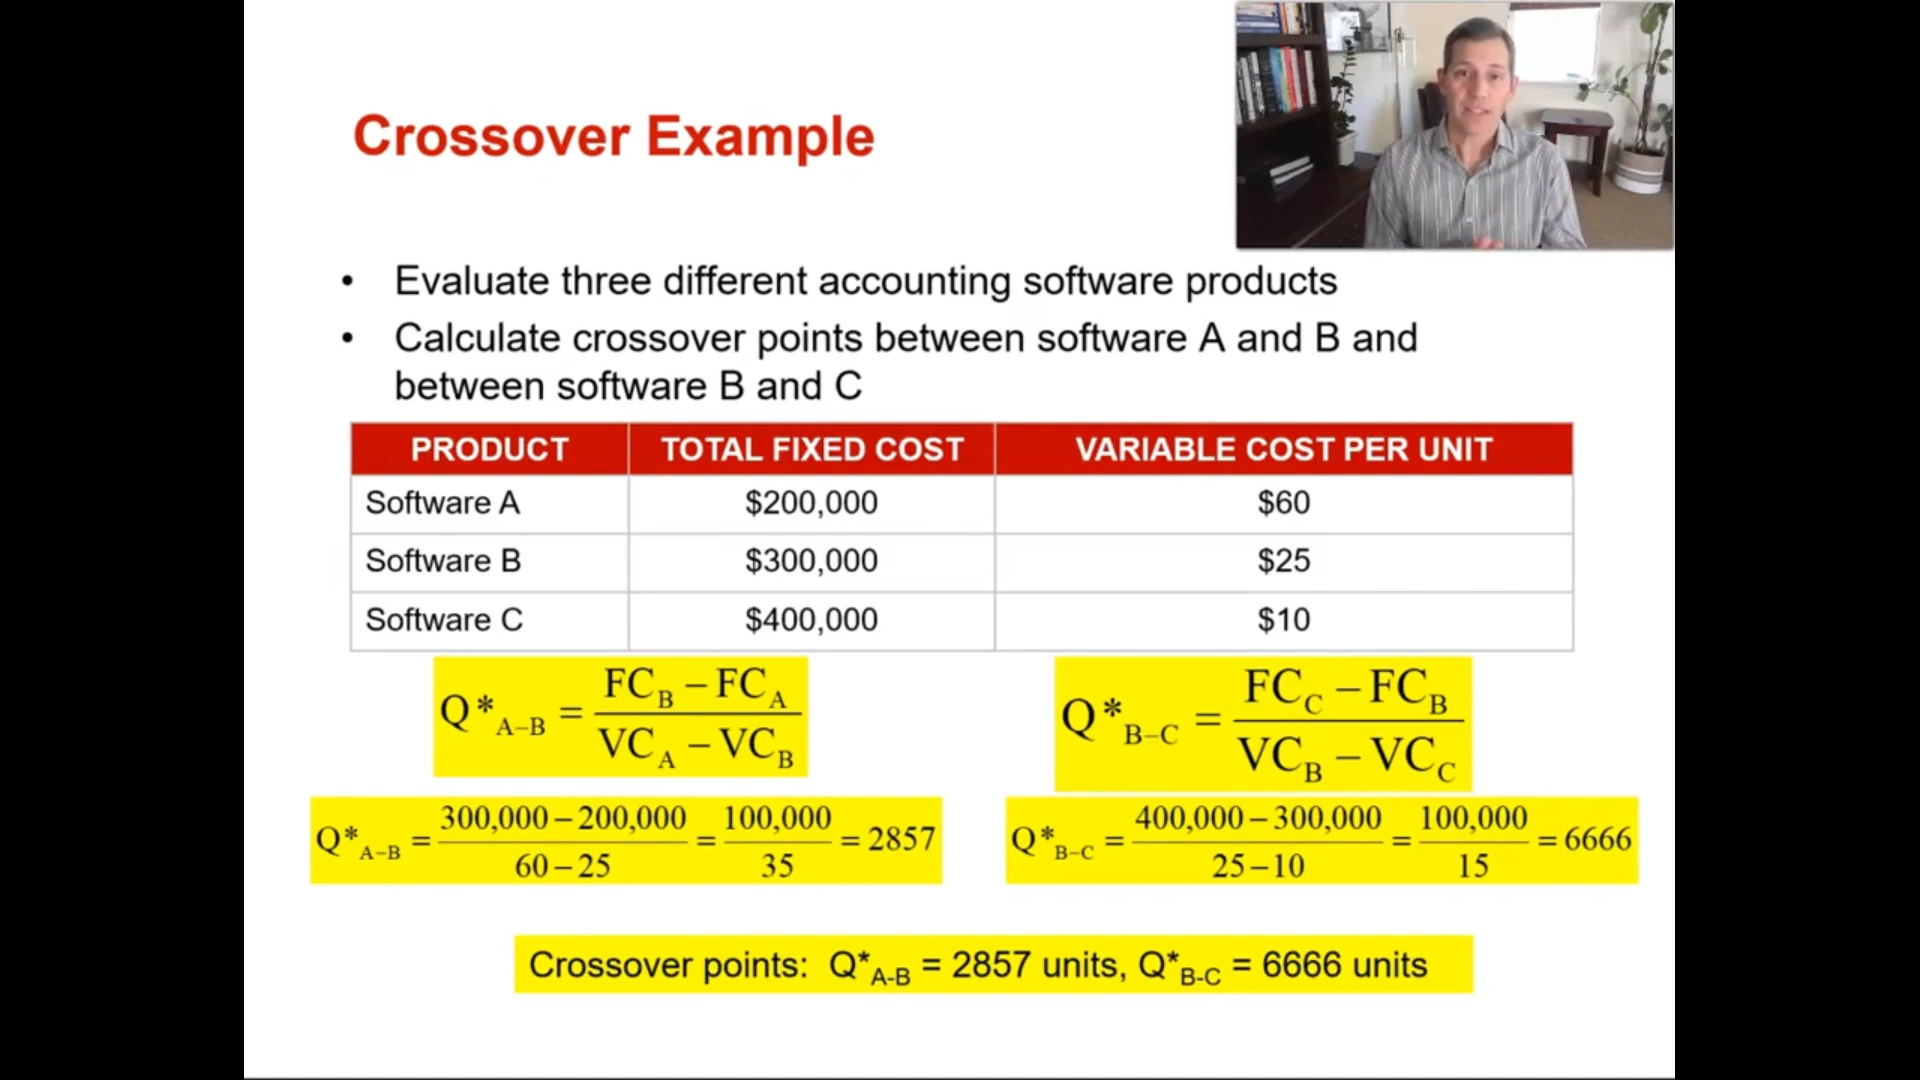 Crossover Example
• Evaluate three different accounting software products
• Calculate crossover points between software A and B and
between software B and C
PRODUCT TOTAL FIXED COST VARIABLE COST PER UNIT
Software A $200,000 $60
Software B $300,000 $25
Software C $400,000 $10
Q*A–B = (FCB – FCA) / (VCA – VCB)
Q*B–C = (FCC – FCB) / (VCB – VCC)
Q*A–B = (300,000 – 200,000) / (60 – 25) = 100,000 / 35 = 2857
Q*B–C = (400,000 – 300,000) / (25 – 10) = 100,000 / 15 = 6666
Crossover points: Q*A-B = 2857 units, Q*B-C = 6666 units